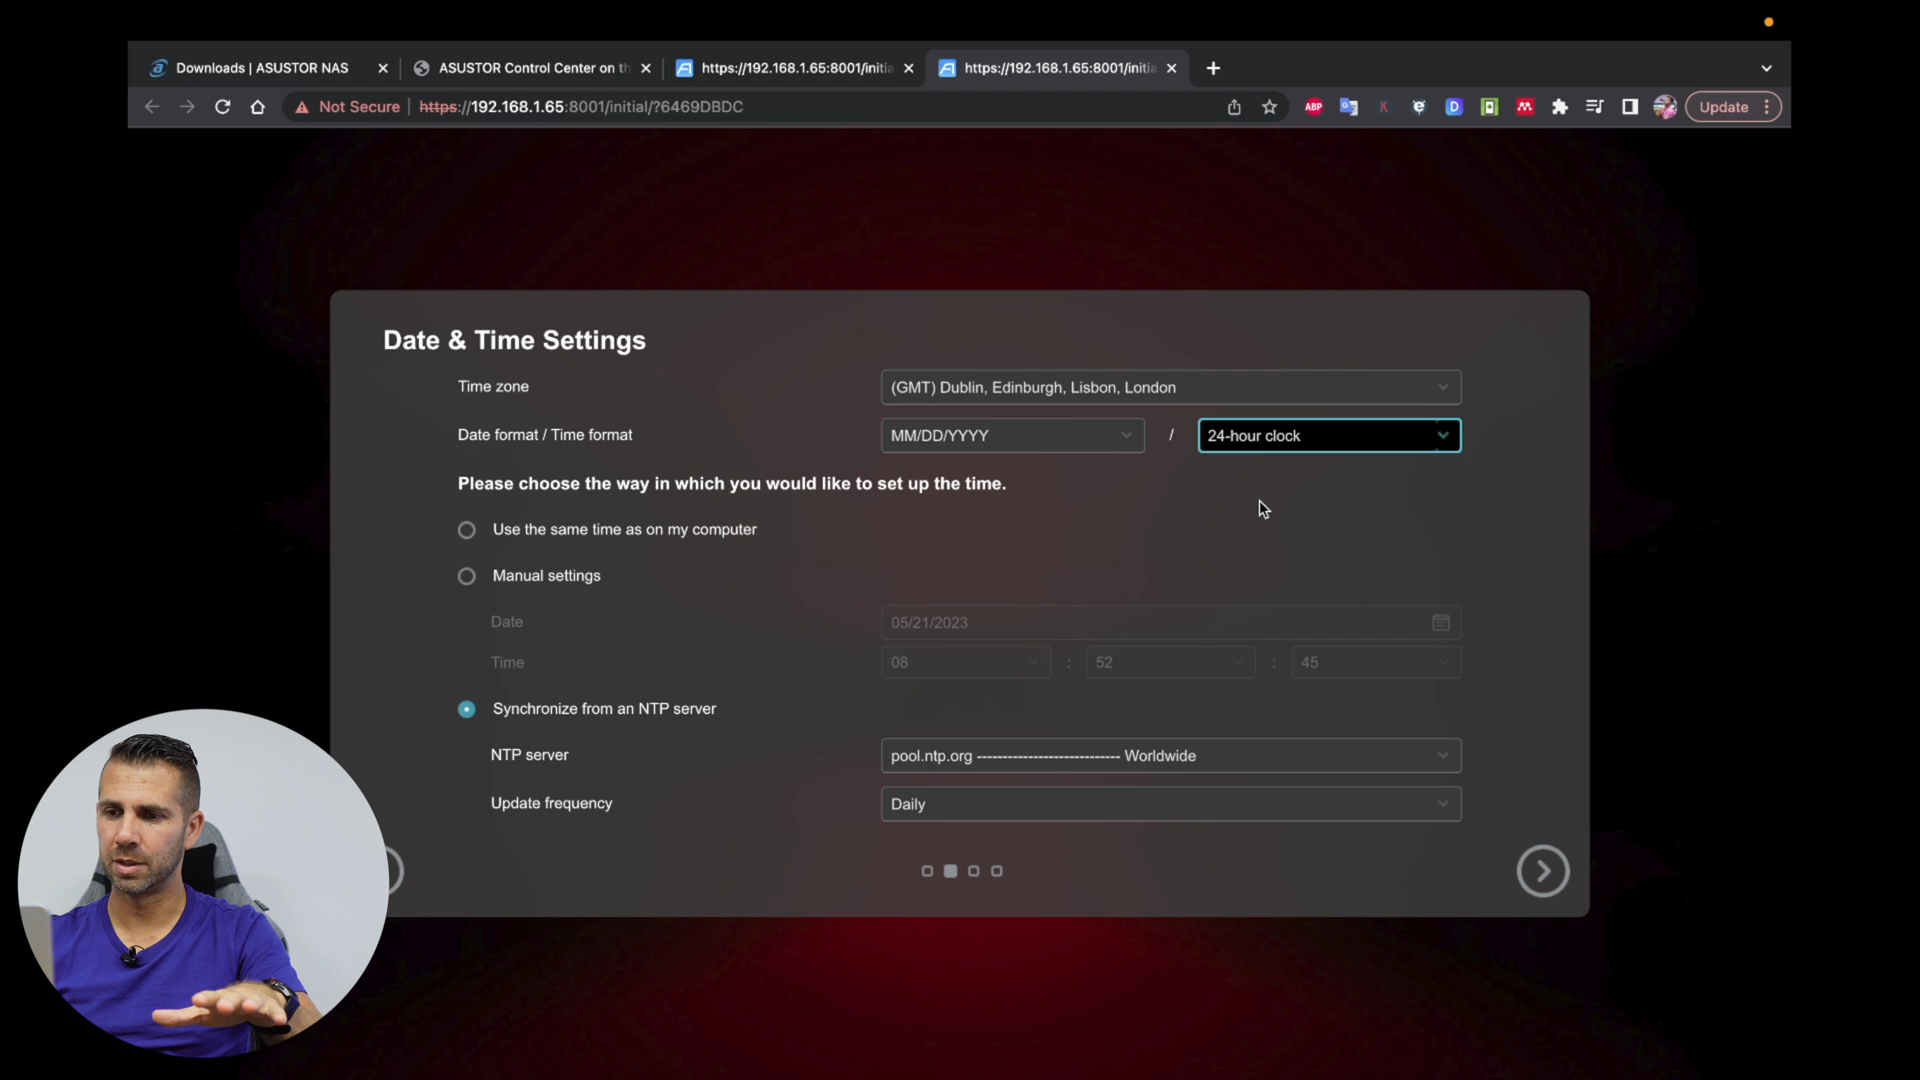 Downloads | ASUSTOR NAS
ASUSTOR Control Center on th
https://192.168.1.65:8001/initia
https://192.168.1.65:8001/initia
Not Secure | https://192.168.1.65:8001/initial/?6469DBDC
ABP
K
D
Update
Date & Time Settings
Time zone
(GMT) Dublin, Edinburgh, Lisbon, London
Date format / Time format
MM/DD/YYYY / 24-hour clock
Please choose the way in which you would like to set up the time.
Use the same time as on my computer
Manual settings
Date
05/21/2023
Time
08 : 52 : 45
Synchronize from an NTP server
NTP server
pool.ntp.org ---------------------------- Worldwide
Update frequency
Daily